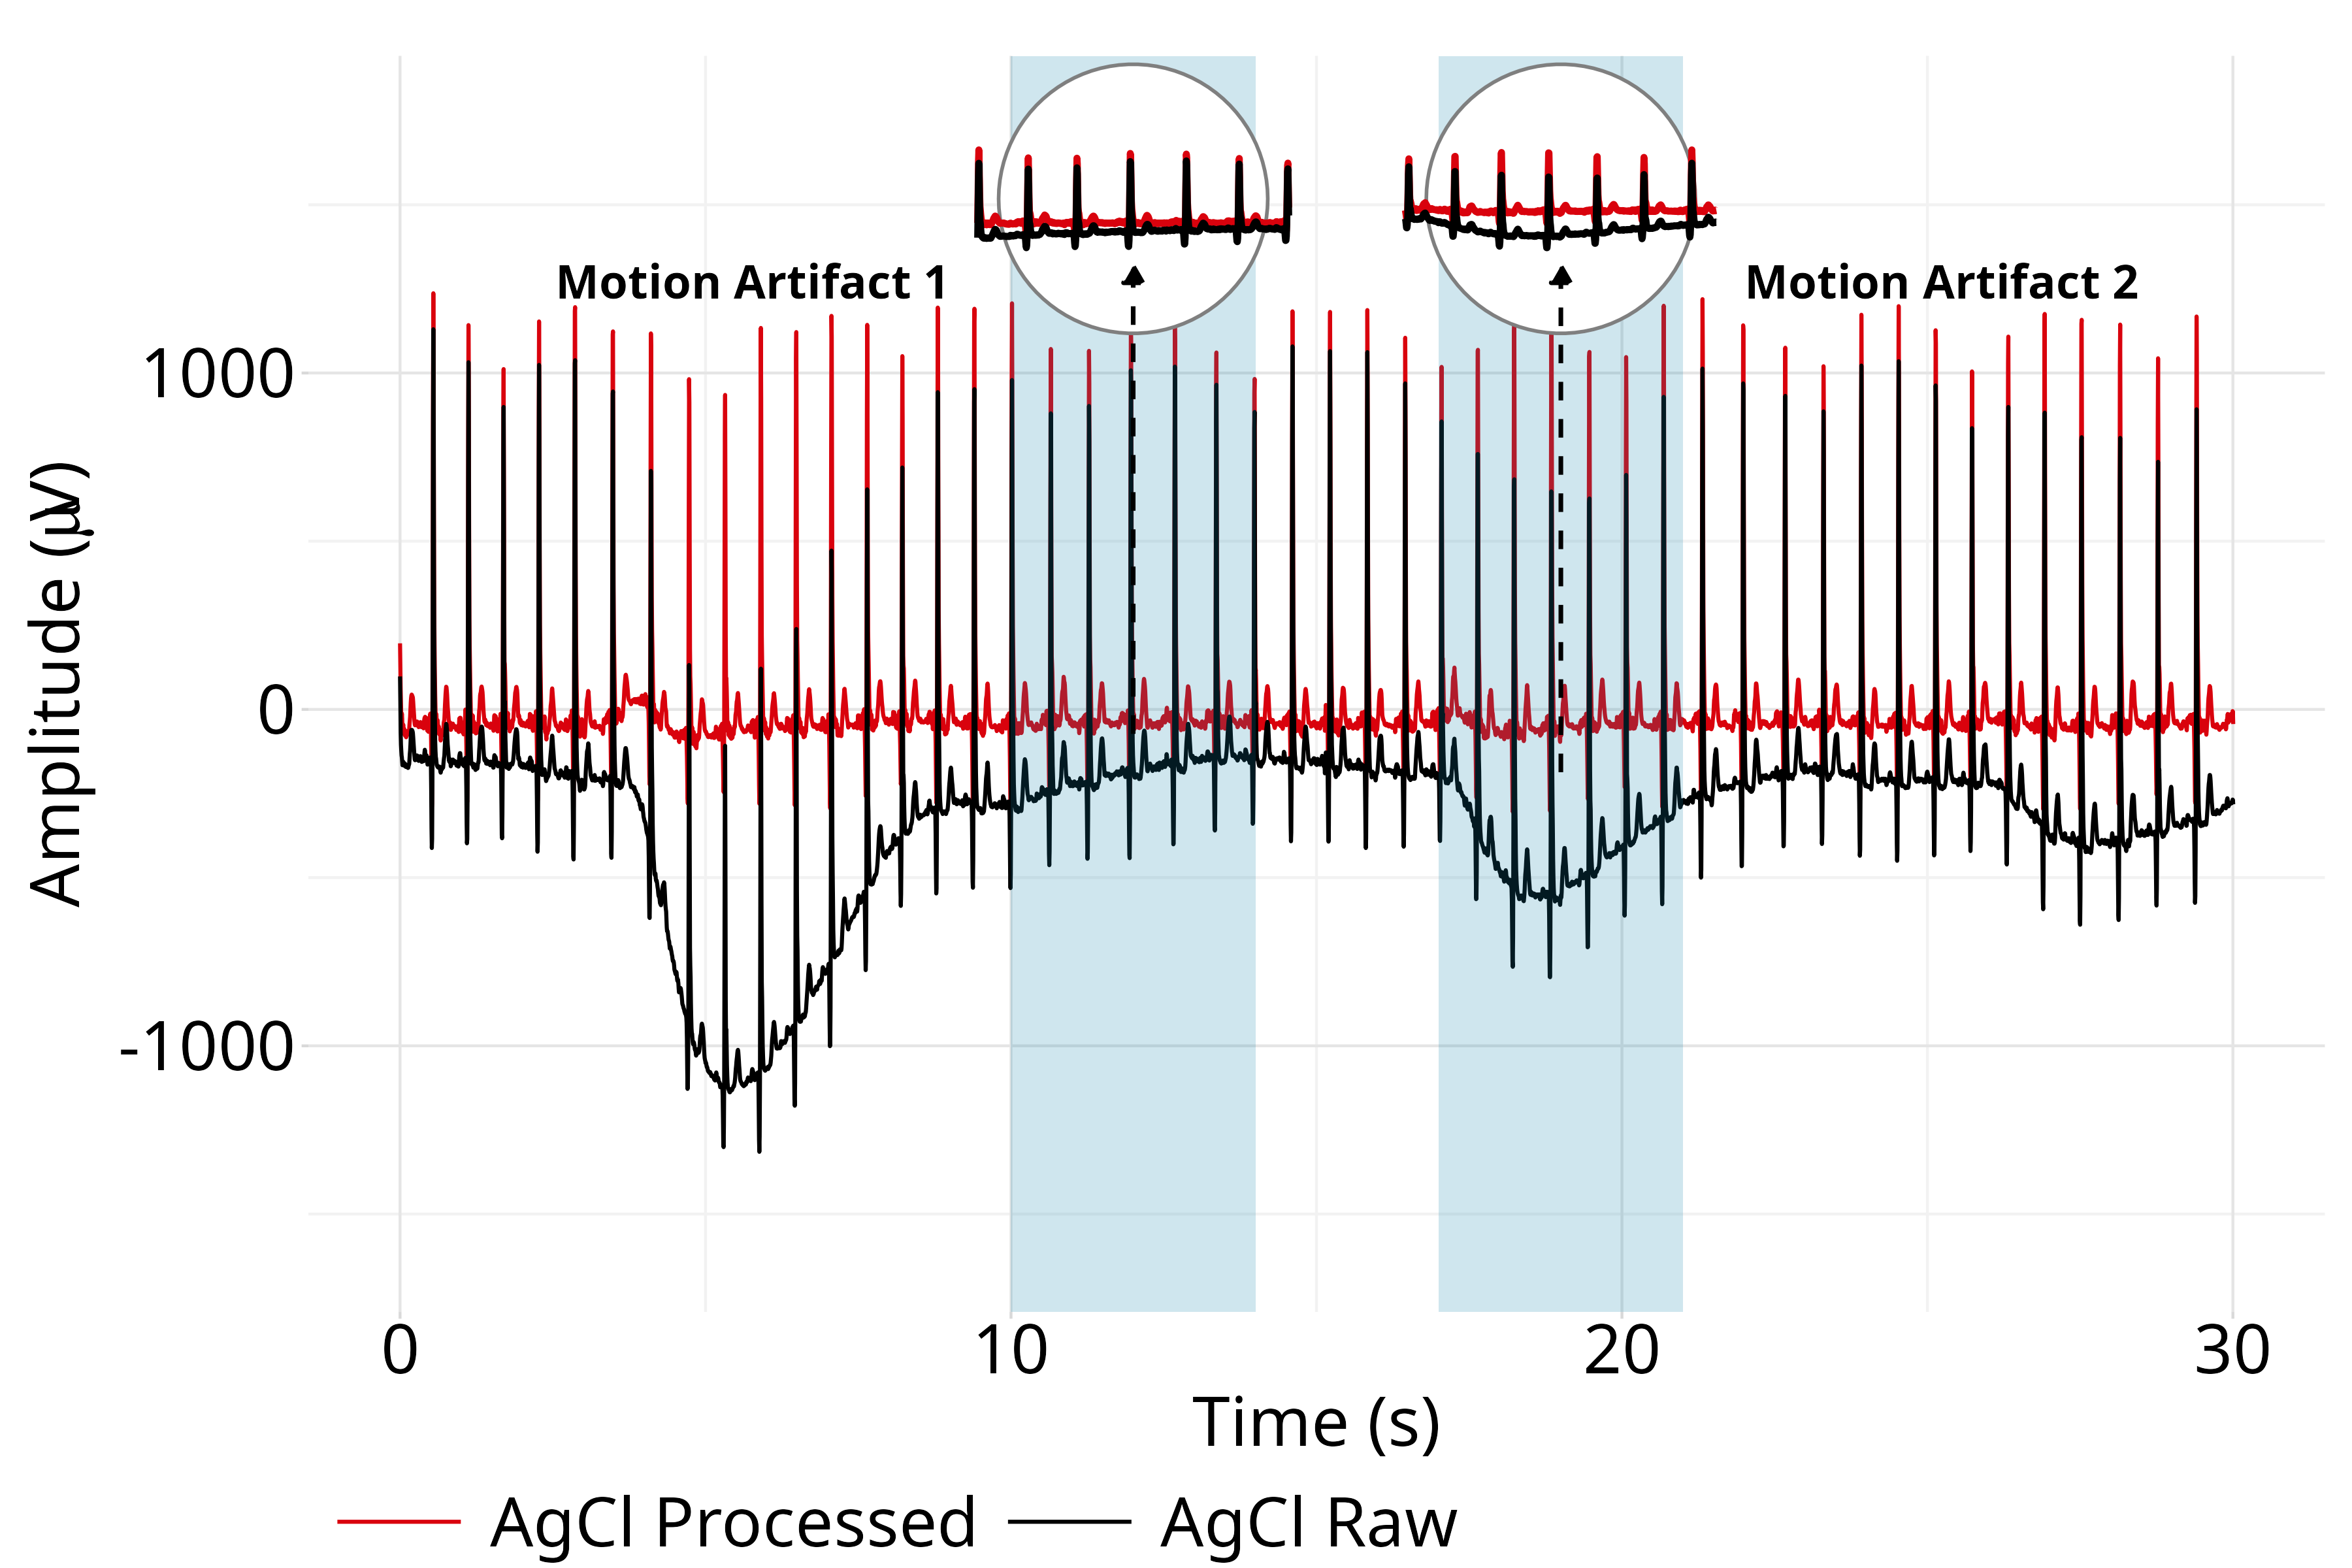 Motion Artifact 1
Motion Artifact 2
1000
0
-1000
Amplitude (µV)
0
10
20
30
Time (s)
AgCl Processed
AgCl Raw